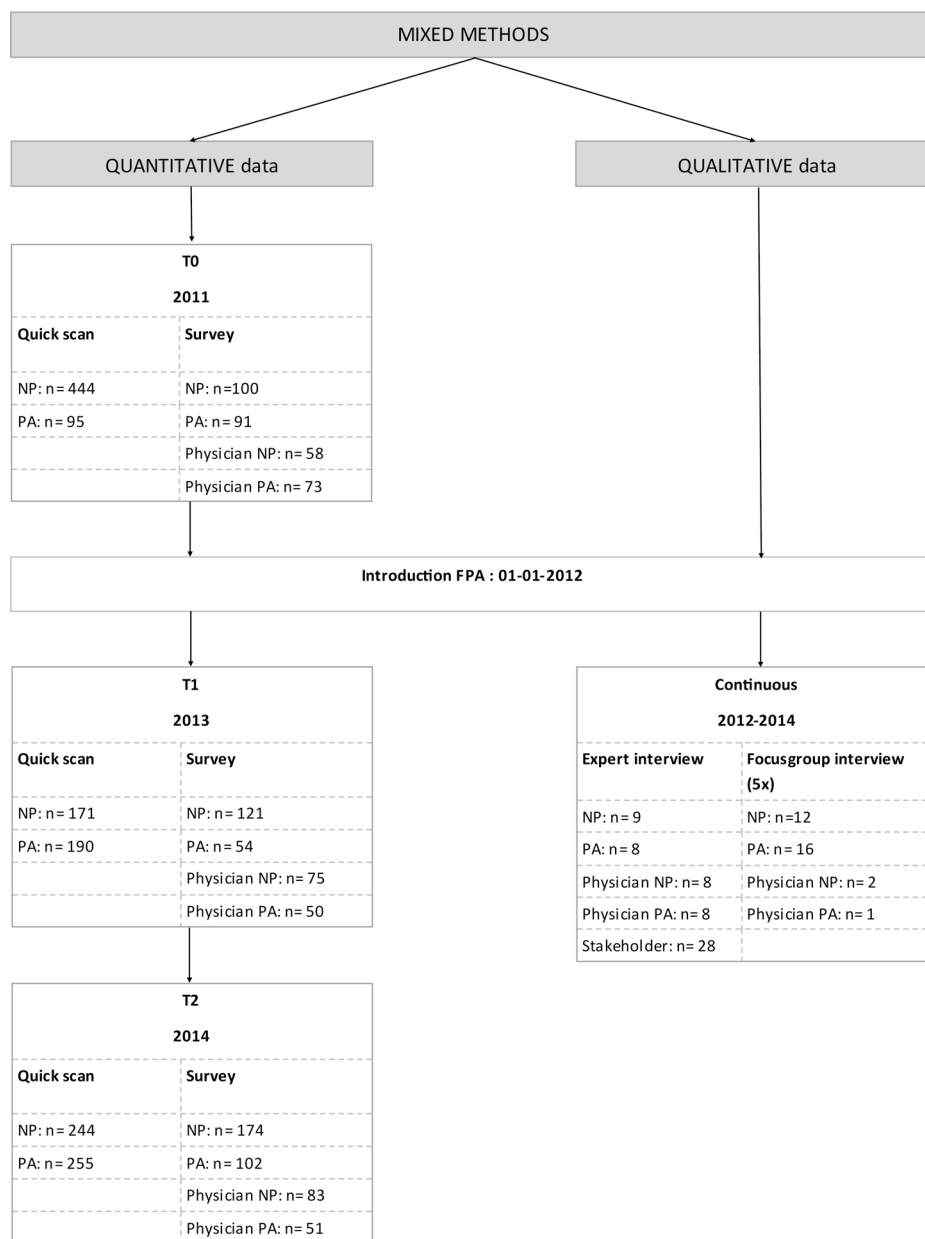 MIXED METHODS
QUANTITATIVE data
QUALITATIVE data
T0
2011
Quick scan
Survey
NP: n= 444
NP: n=100
PA: n= 95
PA: n= 91
Physician NP: n= 58
Physician PA: n= 73
Introduction FPA : 01-01-2012
T1
2013
Quick scan
Survey
NP: n= 171
NP: n= 121
PA: n= 190
PA: n= 54
Physician NP: n= 75
Physician PA: n= 50
Continuous
2012-2014
Expert interview
Focusgroup interview
(5x)
NP: n= 9
NP: n=12
PA: n= 8
PA: n= 16
Physician NP: n= 8
Physician NP: n= 2
Physician PA: n= 8
Physician PA: n= 1
Stakeholder: n= 28
T2
2014
Quick scan
Survey
NP: n= 244
NP: n= 174
PA: n= 255
PA: n= 102
Physician NP: n= 83
Physician PA: n= 51